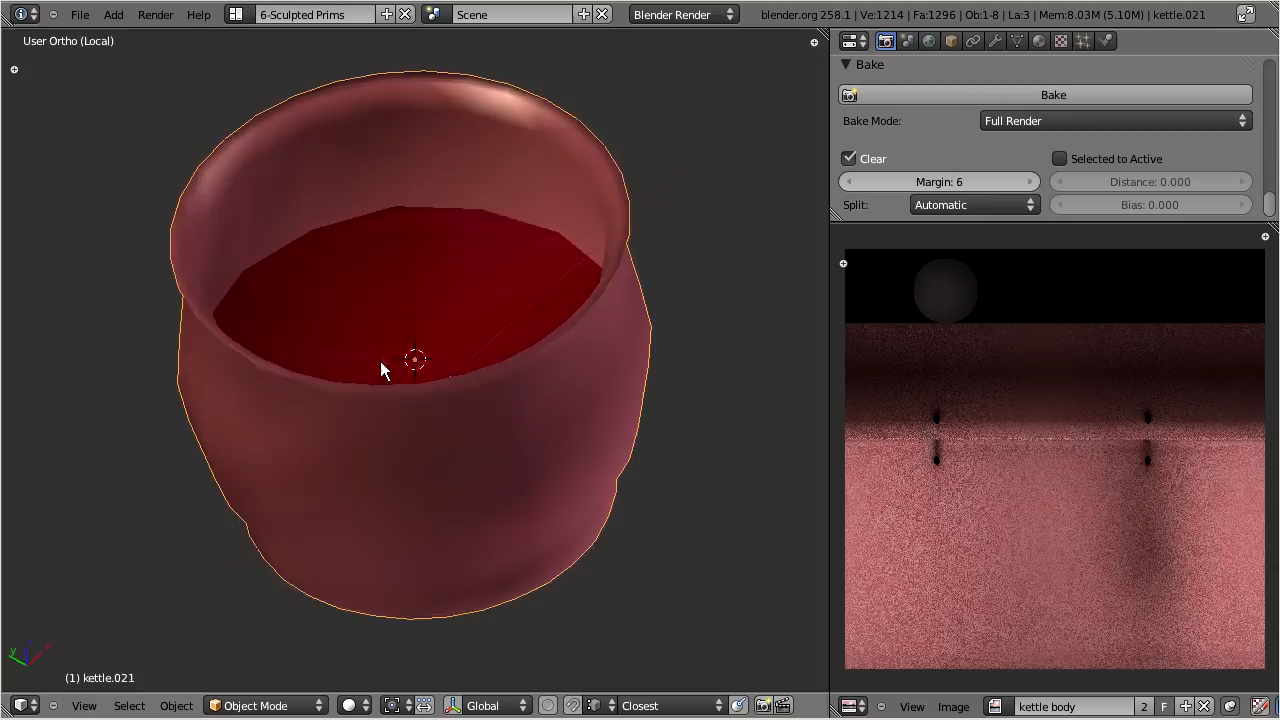 File Add Render Help 6-Sculpted Prims Scene Blender Render blender.org 258.1 | Ve:1214 | Fa:1296 | Ob:1-8 | La:3 | Mem:8.03M (5.10M) | kettle.021
User Ortho (Local)
Bake
Bake
Bake Mode: Full Render
Clear Selected to Active
Margin: 6 Distance: 0.000
Split: Automatic Bias: 0.000
y
(1) kettle.021
View Select Object Object Mode Global Closest
View Image kettle body 2 F